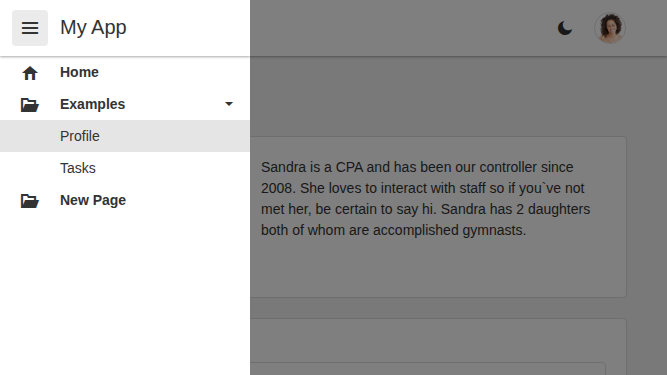 My App
Home
Examples
Profile
Tasks
New Page
Sandra is a CPA and has been our controller since
2008. She loves to interact with staff so if you`ve not
met her, be certain to say hi. Sandra has 2 daughters
both of whom are accomplished gymnasts.